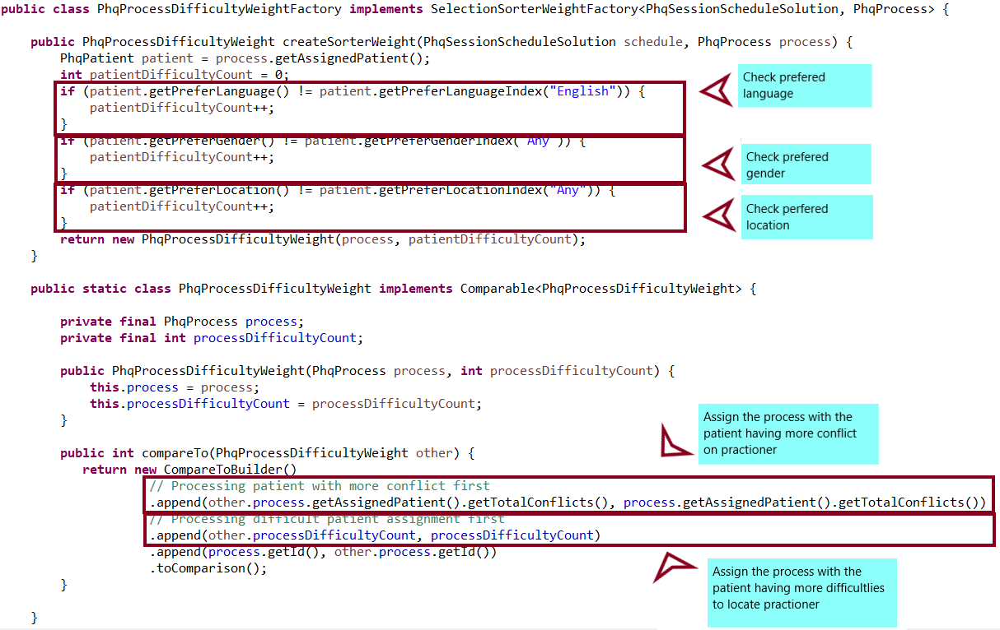 public class PhqProcessDifficultyWeightFactory implements SelectionSorterWeightFactory<PhqSessionScheduleSolution, PhqProcess> {
public PhqProcessDifficultyWeight createSorterWeight(PhqSessionScheduleSolution schedule, PhqProcess process) {
PhqPatient patient = process.getAssignedPatient();
int patientDifficultyCount = 0;
if (patient.getPreferLanguage() != patient.getPreferLanguageIndex("English")) {
patientDifficultyCount++;
}
Check prefered
language
if (patient.getPreferGender() != patient.getPreferGenderIndex("Any")) {
patientDifficultyCount++;
}
Check prefered
gender
if (patient.getPreferLocation() != patient.getPreferLocationIndex("Any")) {
patientDifficultyCount++;
}
Check perfered
location
return new PhqProcessDifficultyWeight(process, patientDifficultyCount);
}
public static class PhqProcessDifficultyWeight implements Comparable<PhqProcessDifficultyWeight> {
private final PhqProcess process;
private final int processDifficultyCount;
public PhqProcessDifficultyWeight(PhqProcess process, int processDifficultyCount) {
this.process = process;
this.processDifficultyCount = processDifficultyCount;
}
Assign the process with the
patient having more conflict
on practioner
public int compareTo(PhqProcessDifficultyWeight other) {
return new CompareToBuilder()
// Processing patient with more conflict first
.append(other.process.getAssignedPatient().getTotalConflicts(), process.getAssignedPatient().getTotalConflicts())
// Processing difficult patient assignment first
.append(other.processDifficultyCount, processDifficultyCount)
.append(process.getId(), other.process.getId())
.toComparison();
}
Assign the process with the
patient having more difficultlies
to locate practioner
}